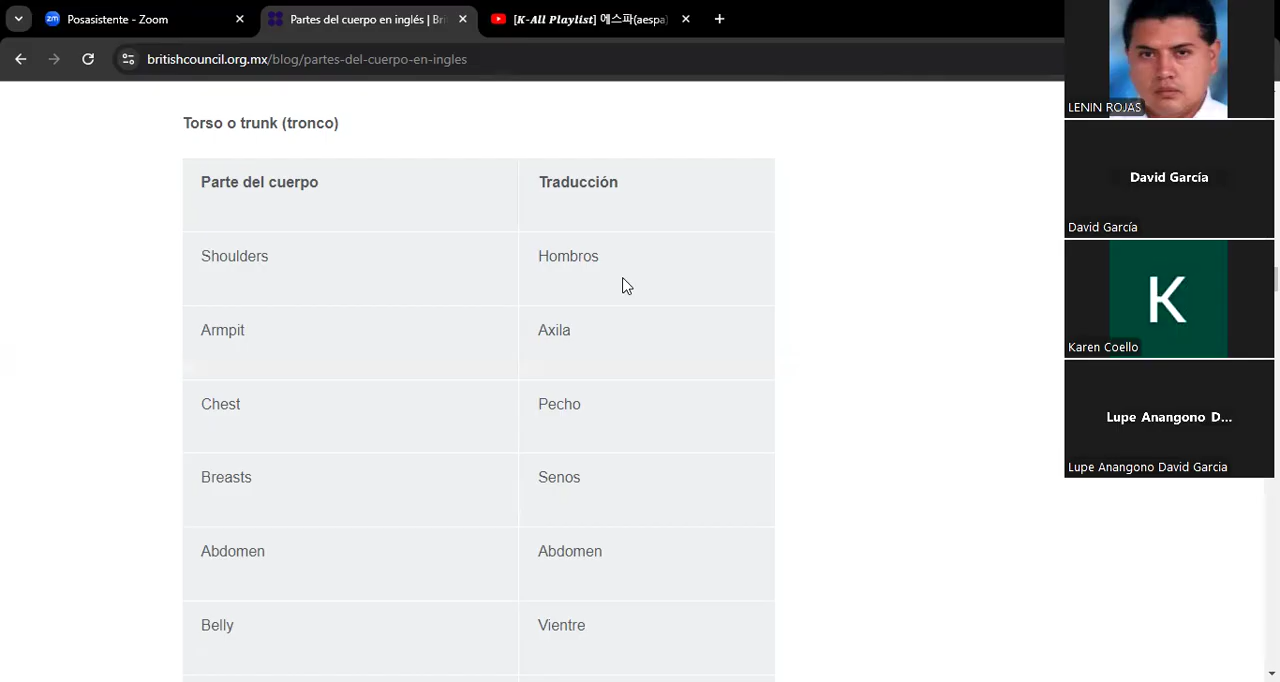 Posasistente - Zoom
Partes del cuerpo en inglés | Bri
[K-All Playlist] 에스파(aespa)
britishcouncil.org.mx/blog/partes-del-cuerpo-en-ingles
Torso o trunk (tronco)
Parte del cuerpo Traducción
Shoulders Hombros
Armpit Axila
Chest Pecho
Breasts Senos
Abdomen Abdomen
Belly Vientre
LENIN ROJAS
David García
David García
K
Karen Coello
Lupe Anangono D...
Lupe Anangono David Garcia